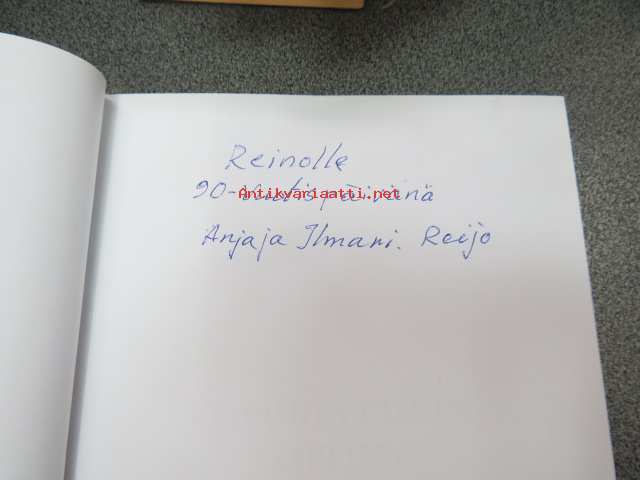 Reinolle
90-vuotispäivänä
Antikvariaatti.net
Anja ja Ilmari. Reijo